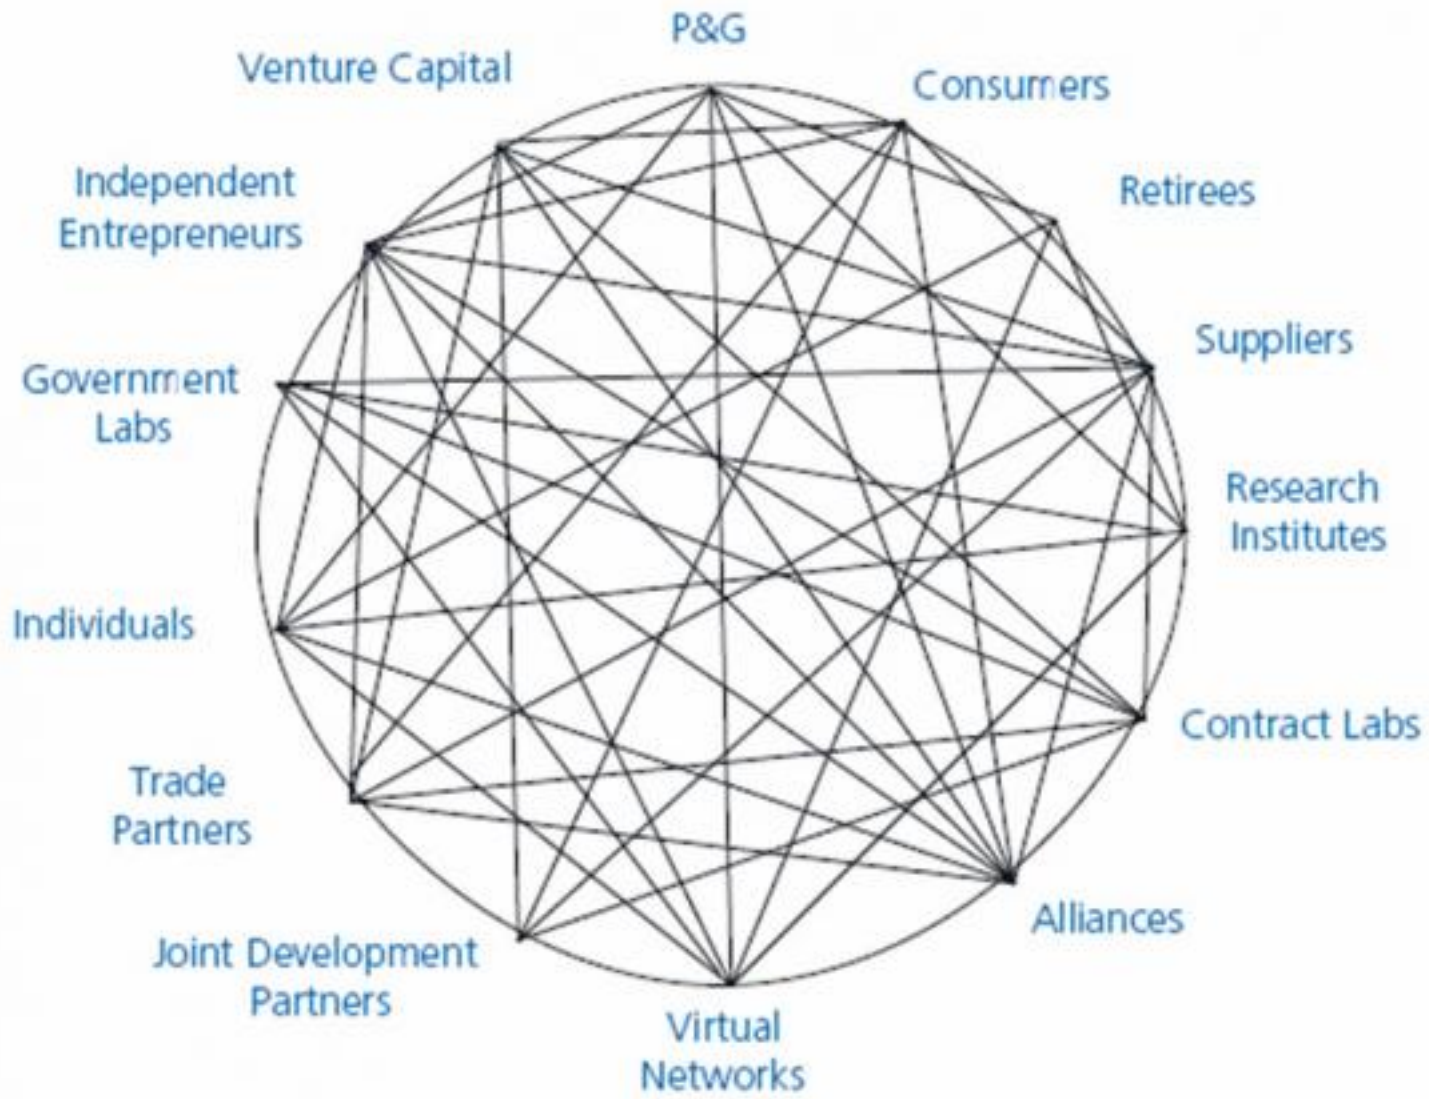 P&G
Venture Capital
Consumers
Independent
Entrepreneurs
Retirees
Suppliers
Government
Labs
Research
Institutes
Individuals
Contract Labs
Trade
Partners
Alliances
Joint Development
Partners
Virtual
Networks